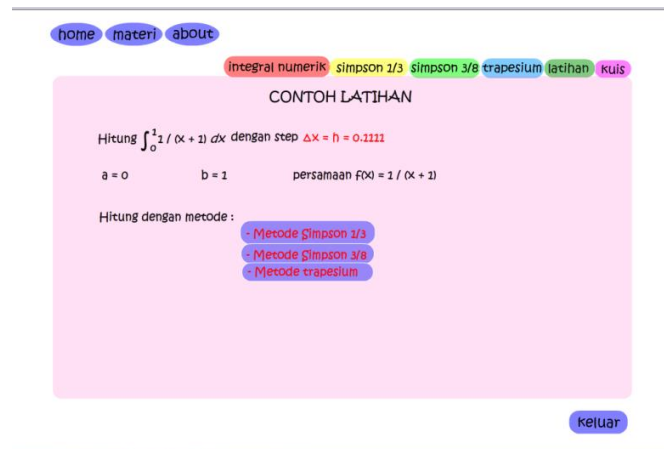 home materi about
integral numerik simpson 1/3 simpson 3/8 trapesium latihan kuis
CONTOH LATIHAN
Hitung ∫₀¹1 / (x + 1) dx dengan step Δx = h = 0.1111
a = 0 b = 1 persamaan f(x) = 1 / (x + 1)
Hitung dengan metode :
- Metode Simpson 1/3
- Metode Simpson 3/8
- Metode trapesium
keluar